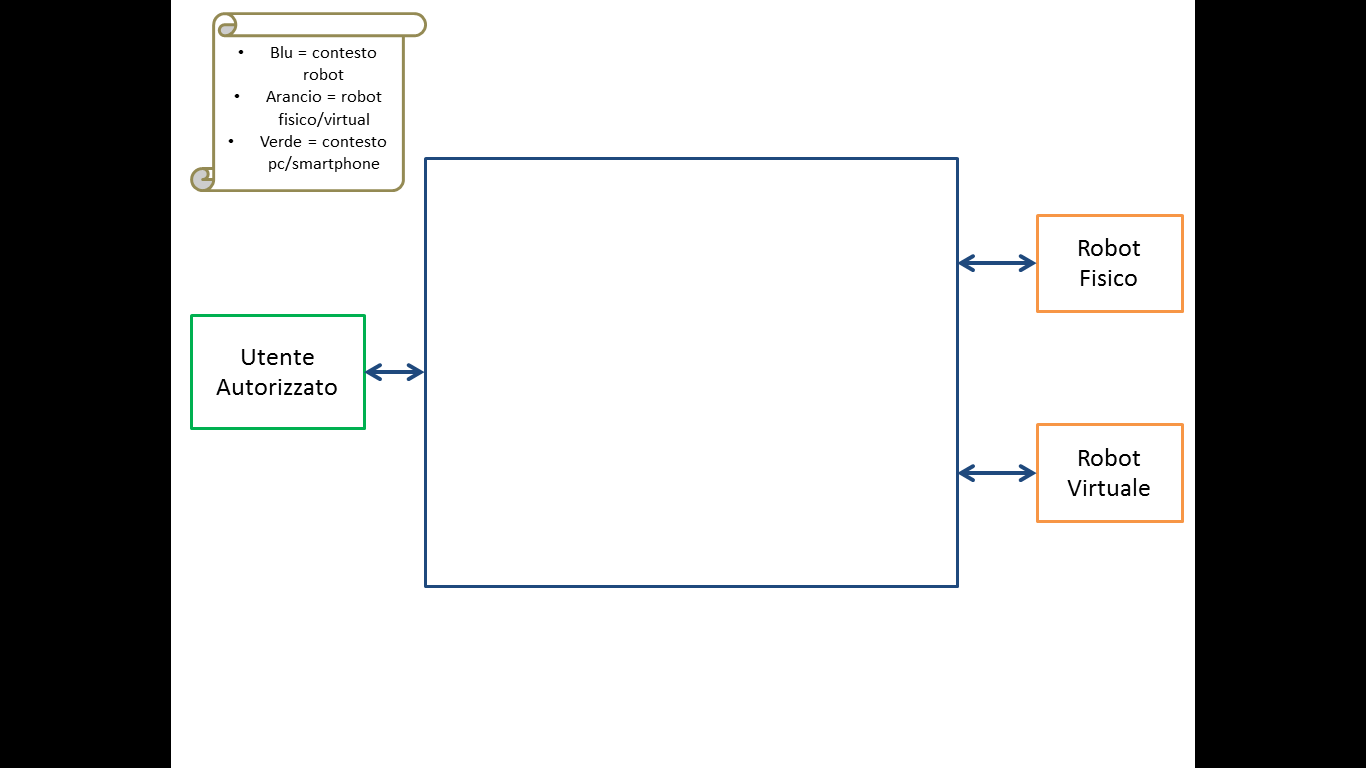 • Blu = contesto
robot
• Arancio = robot
fisico/virtual
• Verde = contesto
pc/smartphone
Robot
Fisico
Utente
Autorizzato
Robot
Virtuale